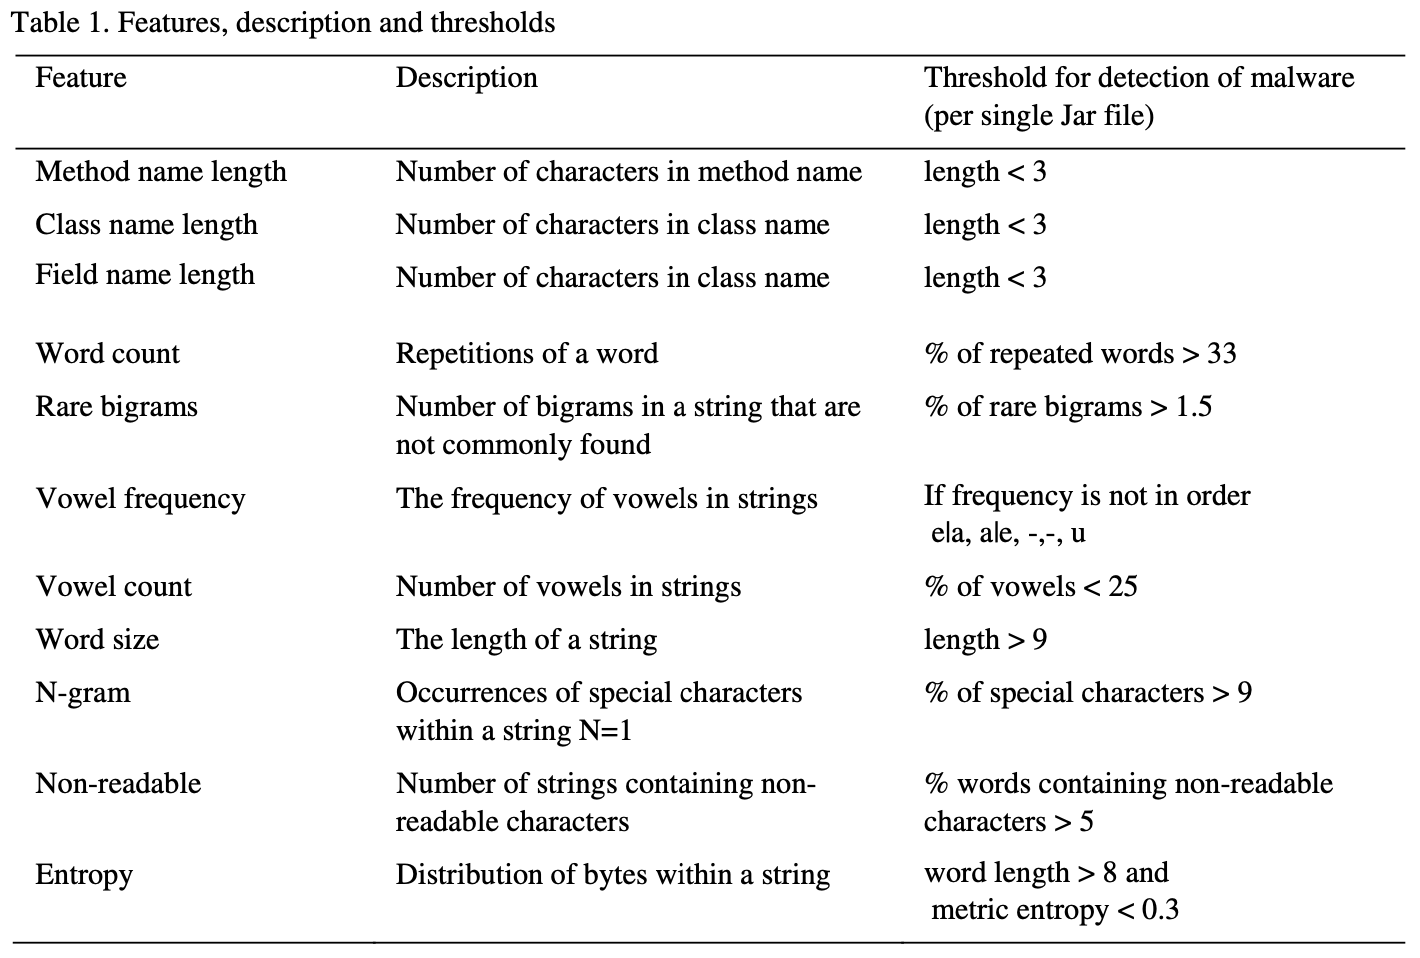 Table 1. Features, description and thresholds
Feature Description Threshold for detection of malware
(per single Jar file)
Method name length Number of characters in method name length < 3
Class name length Number of characters in class name length < 3
Field name length Number of characters in class name length < 3
Word count Repetitions of a word % of repeated words > 33
Rare bigrams Number of bigrams in a string that are % of rare bigrams > 1.5
not commonly found
Vowel frequency The frequency of vowels in strings If frequency is not in order
e|a, a|e, -,-, u
Vowel count Number of vowels in strings % of vowels < 25
Word size The length of a string length > 9
N-gram Occurrences of special characters % of special characters > 9
within a string N=1
Non-readable Number of strings containing non- % words containing non-readable
readable characters characters > 5
Entropy Distribution of bytes within a string word length > 8 and
metric entropy < 0.3